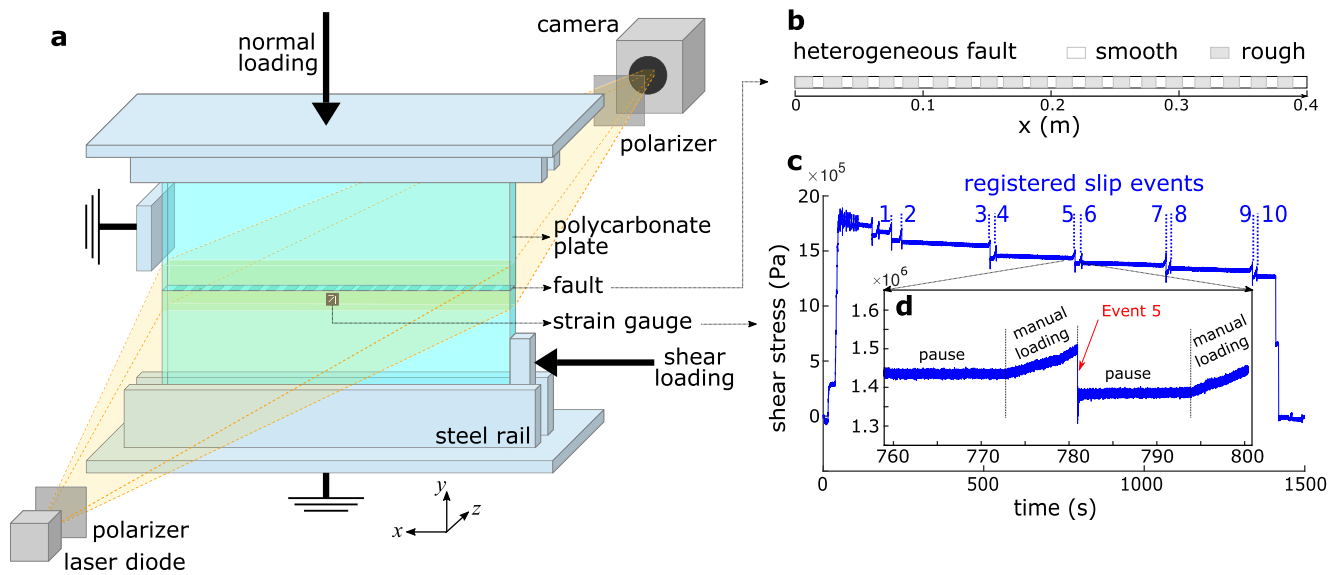 a
normal
loading
camera
polarizer
polycarbonate
plate
fault
strain gauge
shear
loading
steel rail
y
z
x
polarizer
laser diode
b
heterogeneous fault
smooth
rough
0 0.1 0.2 0.3 0.4
x (m)
c
×10⁵
registered slip events
1 2 3 4 5 6 7 8 9 10
20
15
10
5
0
-5
shear stress (Pa)
0 500 1000 1500
time (s)
d
×10⁶
1.6
1.5
1.4
1.3
pause
manual
loading
Event 5
pause
manual
loading
760 770 780 790 800